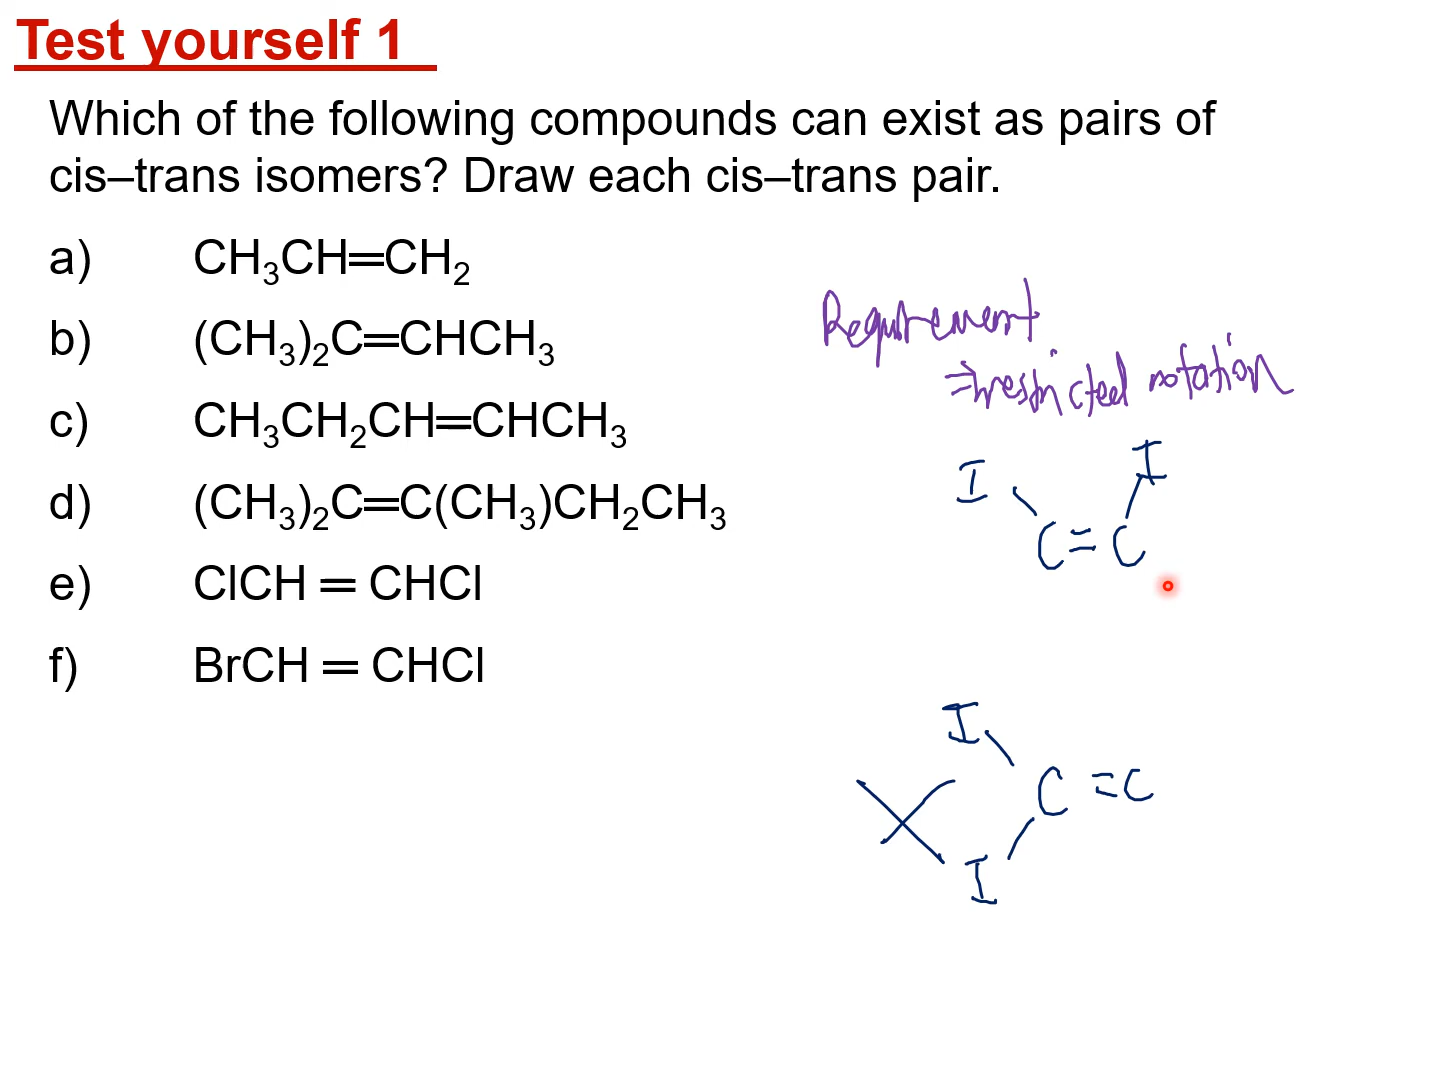 Test yourself 1
Which of the following compounds can exist as pairs of
cis–trans isomers? Draw each cis–trans pair.
a) CH₃CH=CH₂
b) (CH₃)₂C=CHCH₃
c) CH₃CH₂CH=CHCH₃
d) (CH₃)₂C=C(CH₃)CH₂CH₃
e) ClCH = CHCl
f) BrCH = CHCl
Requirement
⇒ restricted rotation
I I
C=C
I
C=C
I